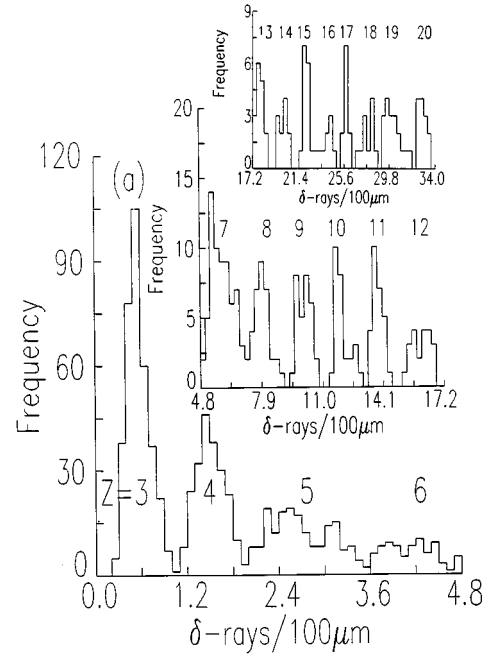 9
6
3
0
Frequency
13 14 15 16 17 18 19 20
17.2 21.4 25.6 29.8 34.0
δ-rays/100μm
20
15
10
5
0
Frequency
7 8 9 10 11 12
4.8 7.9 11.0 14.1 17.2
δ-rays/100μm
120
90
60
30
0
Frequency
(a)
Z=3 4 5 6
0.0 1.2 2.4 3.6 4.8
δ-rays/100μm